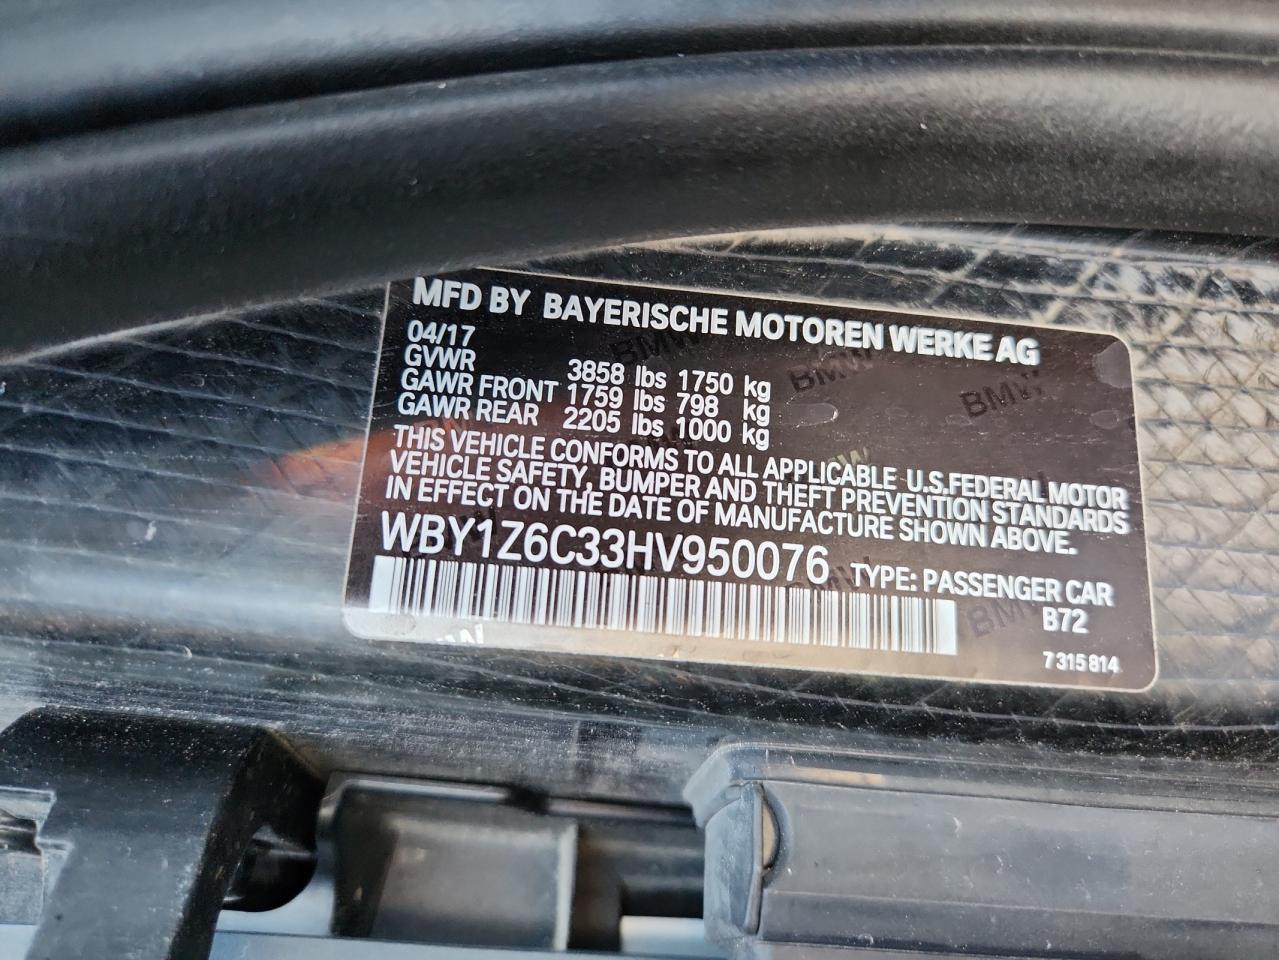 MFD BY BAYERISCHE MOTOREN WERKE AG
04/17
GVWR 3858 lbs 1750 kg
GAWR FRONT 1759 lbs 798 kg
GAWR REAR 2205 lbs 1000 kg
THIS VEHICLE CONFORMS TO ALL APPLICABLE U.S.FEDERAL MOTOR
VEHICLE SAFETY, BUMPER AND THEFT PREVENTION STANDARDS
IN EFFECT ON THE DATE OF MANUFACTURE SHOWN ABOVE.
WBY1Z6C33HV950076 TYPE: PASSENGER CAR
B72
7 315 814
BMW
BMW
BMW